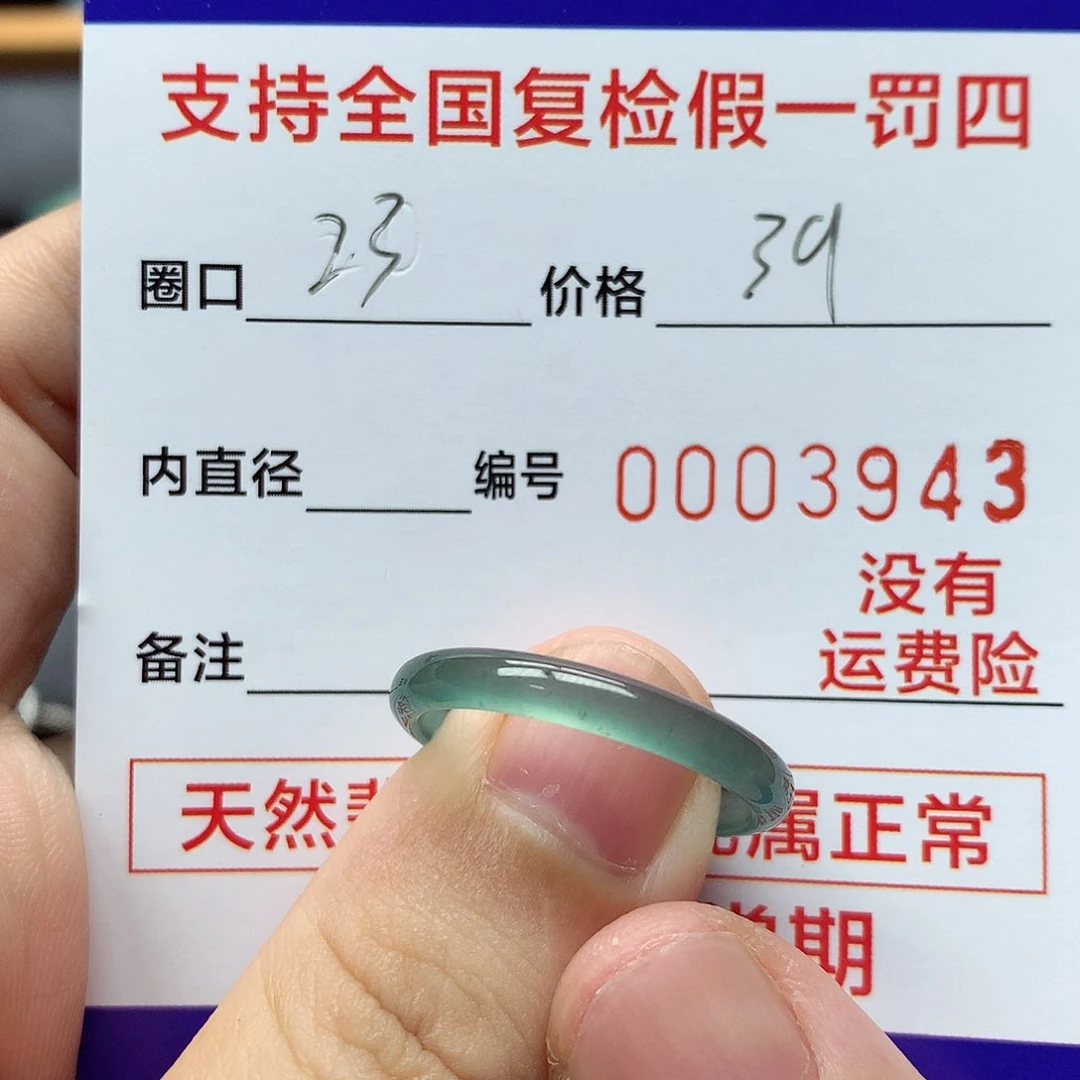 支持全国复检假一罚四
圈口 23 价格 39
内直径 编号 0003943
没有
备注 运费险
天然 属正常
期